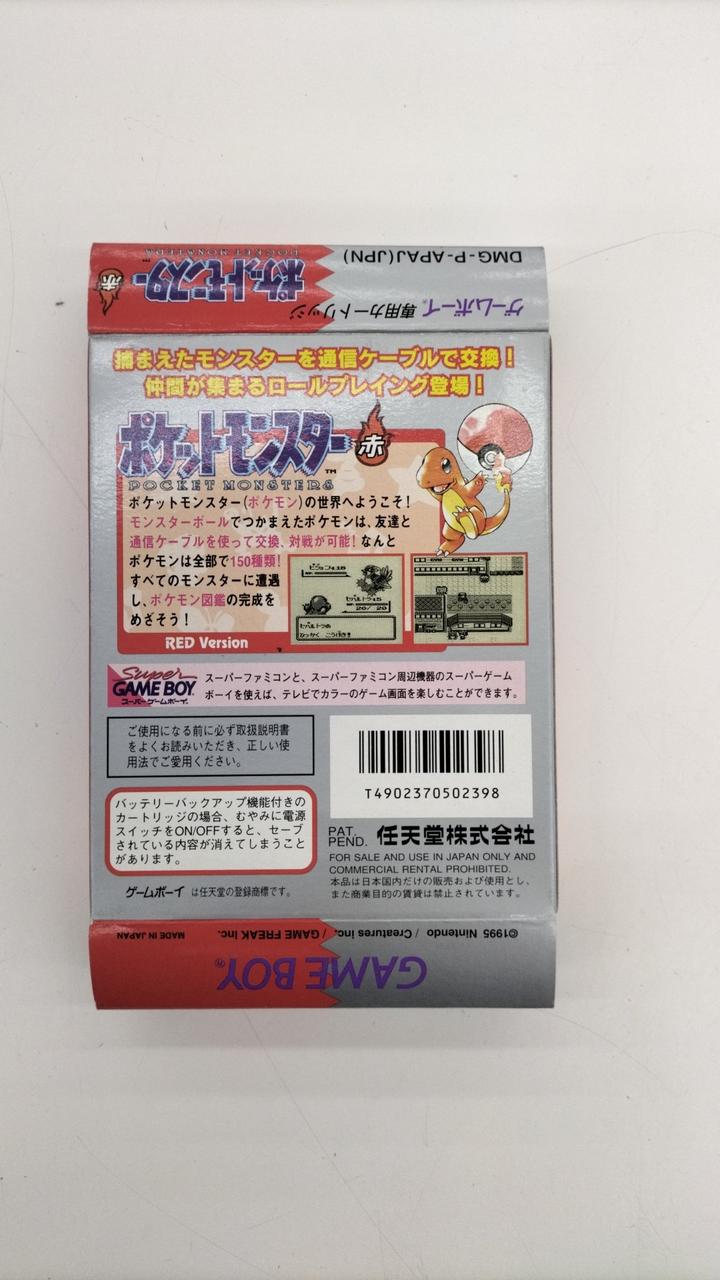 DMG-P-APAJ(JPN)
ゲームボーイ® 専用カートリッジ
ポケットモンスター™
POCKET MONSTERS
捕まえたモンスターを通信ケーブルで交換！
仲間が集まるロールプレイング登場！
ポケットモンスター™ 赤
POCKET MONSTERS
ポケットモンスター(ポケモン)の世界へようこそ！
モンスターボールでつかまえたポケモンは、友達と
通信ケーブルを使って交換、対戦が可能！なんと
ポケモンは全部で150種類！
すべてのモンスターに遭遇
し、ポケモン図鑑の完成を
めざそう！
RED Version
20/ 20
ひっかく こうげき！
Super
GAME BOY
スーパーゲームボーイ
スーパーファミコンと、スーパーファミコン周辺機器のスーパーゲーム
ボーイを使えば、テレビでカラーのゲーム画面を楽しむことができます。
ご使用になる前に必ず取扱説明書
をよくお読みいただき、正しい使
用法でご愛用ください。
T4902370502398
バッテリーバックアップ機能付きの
カートリッジの場合、むやみに電源
スイッチをON/OFFすると、セーブ
されている内容が消えてしまうこと
があります。
PAT.
PEND. 任天堂株式会社
FOR SALE AND USE IN JAPAN ONLY AND
COMMERCIAL RENTAL PROHIBITED.
本品は日本国内だけの販売および使用とし、
また商業目的の賃貸は禁止されています。
ゲームボーイ は任天堂の登録商標です。
©1995 Nintendo / Creatures inc. / GAME FREAK inc. MADE IN JAPAN
GAME BOY®